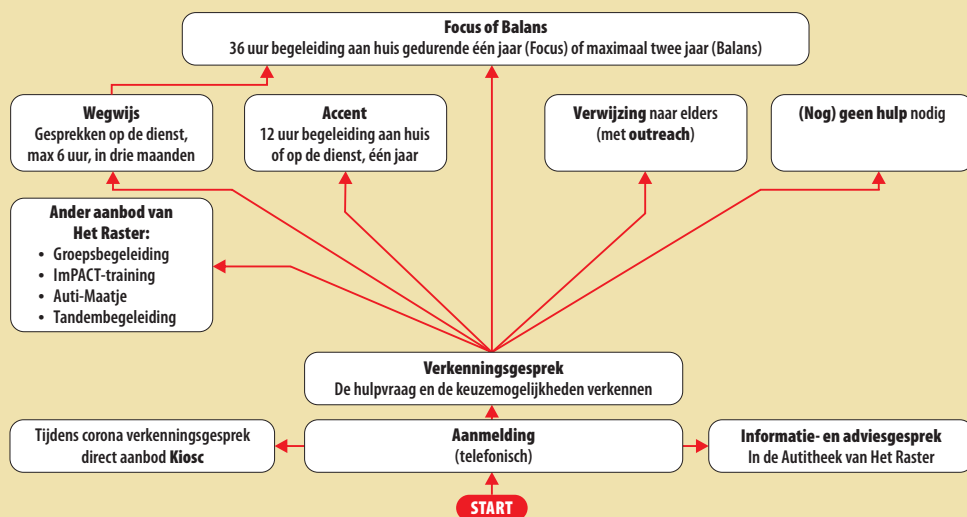 Focus of Balans
36 uur begeleiding aan huis gedurende één jaar (Focus) of maximaal twee jaar (Balans)
Wegwijs
Gesprekken op de dienst,
max 6 uur, in drie maanden
Accent
12 uur begeleiding aan huis
of op de dienst, één jaar
Verwijzing naar elders
(met outreach)
(Nog) geen hulp nodig
Ander aanbod van
Het Raster:
• Groepsbegeleiding
• ImPACT-training
• Auti-Maatje
• Tandembegeleiding
Verkenningsgesprek
De hulpvraag en de keuzemogelijkheden verkennen
Tijdens corona verkenningsgesprek
direct aanbod Kiosc
Aanmelding
(telefonisch)
Informatie- en adviesgesprek
In de Autitheek van Het Raster
START